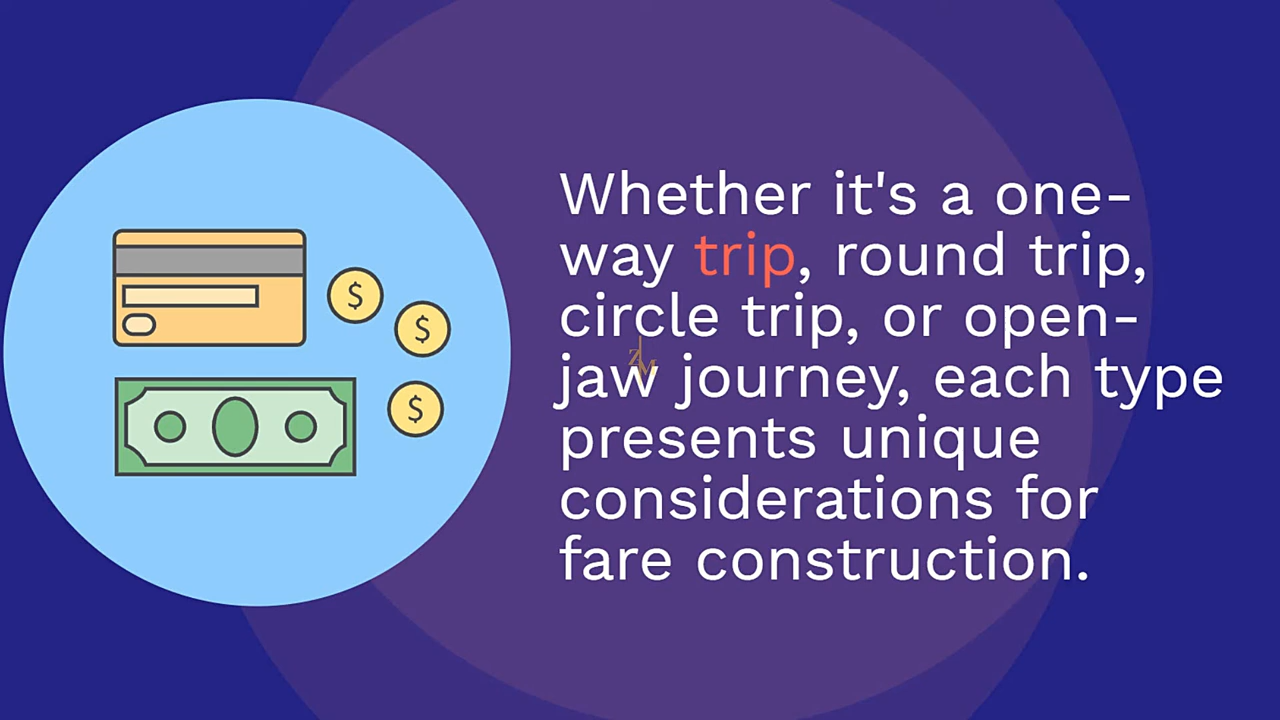 Whether it's a one-
way trip, round trip,
circle trip, or open-
jaw journey, each type
presents unique
considerations for
fare construction.
$
$
$
ZM